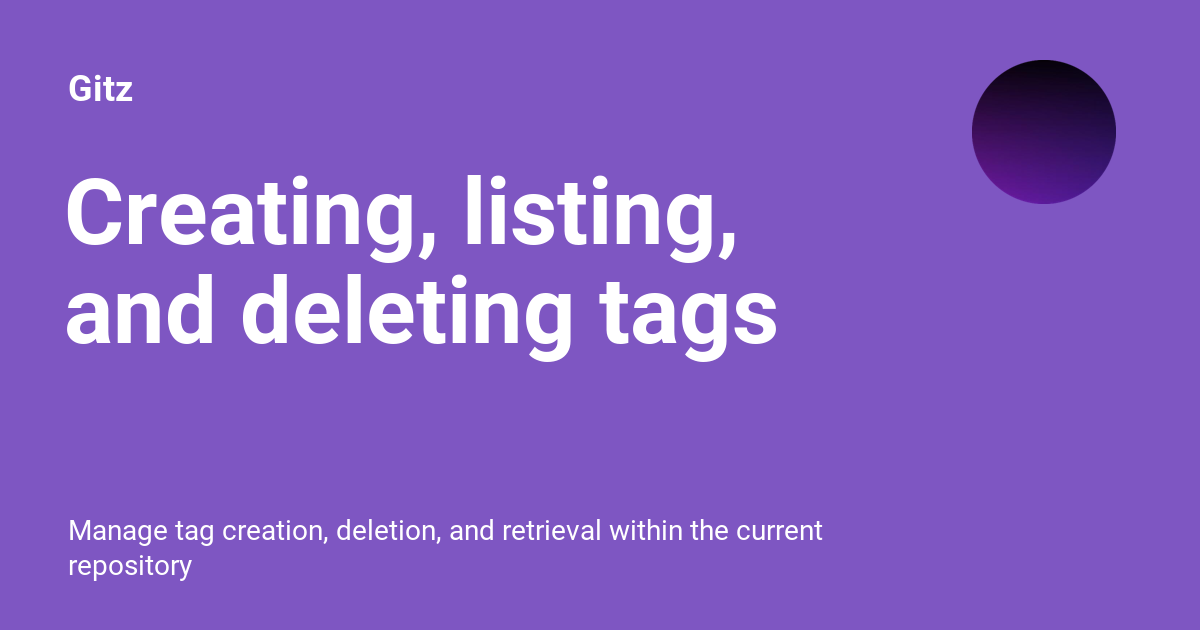 Gitz
Creating, listing,
and deleting tags
Manage tag creation, deletion, and retrieval within the current
repository